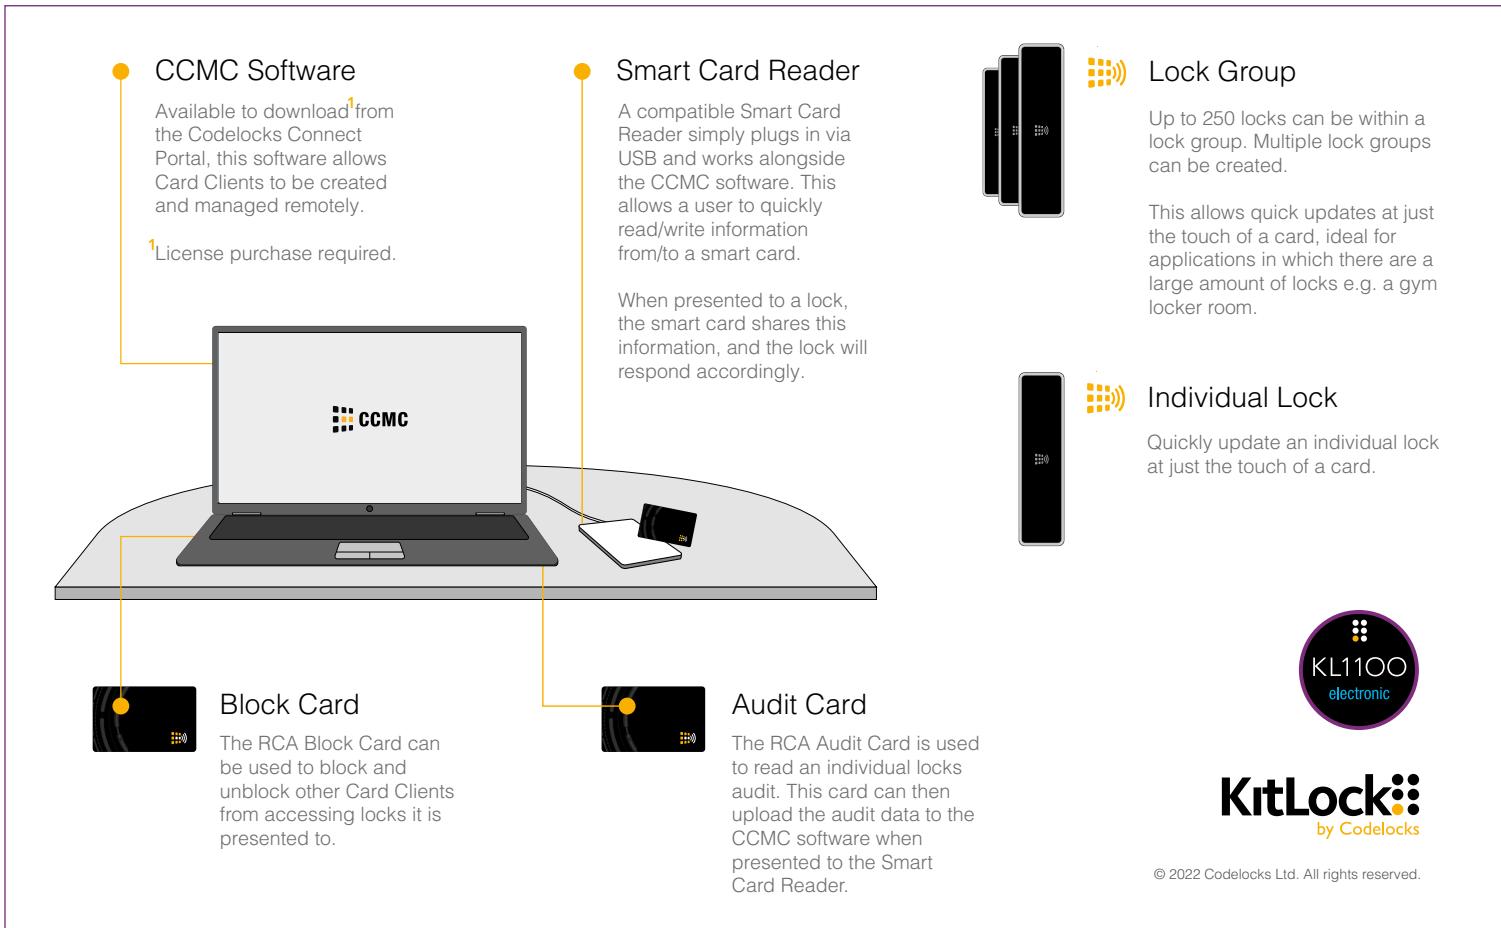 CCMC Software
Available to download¹from
the Codelocks Connect
Portal, this software allows
Card Clients to be created
and managed remotely.
¹License purchase required.
Smart Card Reader
A compatible Smart Card
Reader simply plugs in via
USB and works alongside
the CCMC software. This
allows a user to quickly
read/write information
from/to a smart card.
When presented to a lock,
the smart card shares this
information, and the lock will
respond accordingly.
Lock Group
Up to 250 locks can be within a
lock group. Multiple lock groups
can be created.
This allows quick updates at just
the touch of a card, ideal for
applications in which there are a
large amount of locks e.g. a gym
locker room.
CCMC
Individual Lock
Quickly update an individual lock
at just the touch of a card.
Block Card
The RCA Block Card can
be used to block and
unblock other Card Clients
from accessing locks it is
presented to.
Audit Card
The RCA Audit Card is used
to read an individual locks
audit. This card can then
upload the audit data to the
CCMC software when
presented to the Smart
Card Reader.
KL1100
electronic
KitLock
by Codelocks
© 2022 Codelocks Ltd. All rights reserved.